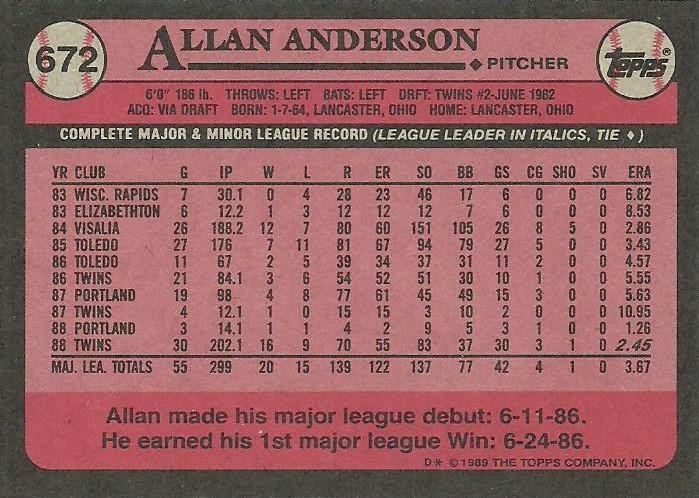 672 ALLAN ANDERSON
◆ PITCHER
TOPPS®
6'0" 186 lb. THROWS: LEFT BATS: LEFT DRFT: TWINS #2-JUNE 1982
ACQ: VIA DRAFT BORN: 1-7-64, LANCASTER, OHIO HOME: LANCASTER, OHIO
COMPLETE MAJOR & MINOR LEAGUE RECORD (LEAGUE LEADER IN ITALICS, TIE ♦)
YR CLUB G IP W L R ER SO BB GS CG SHO SV ERA
83 WISC. RAPIDS 7 30.1 0 4 28 23 46 17 6 0 0 0 6.82
83 ELIZABETHTON 6 12.2 1 3 12 12 12 7 6 0 0 0 8.53
84 VISALIA 26 188.2 12 7 80 60 151 105 26 8 5 0 2.86
85 TOLEDO 27 176 7 11 81 67 94 79 27 5 0 0 3.43
86 TOLEDO 11 67 2 5 39 34 37 31 11 2 0 0 4.57
86 TWINS 21 84.1 3 6 54 52 51 30 10 1 0 0 5.55
87 PORTLAND 19 98 4 8 77 61 45 49 15 3 0 0 5.63
87 TWINS 4 12.1 1 0 15 15 3 10 2 0 0 0 10.95
88 PORTLAND 3 14.1 1 1 4 2 9 5 3 1 0 0 1.26
88 TWINS 30 202.1 16 9 70 55 83 37 30 3 1 0 2.45
MAJ. LEA. TOTALS 55 299 20 15 139 122 137 77 42 4 1 0 3.67
Allan made his major league debut: 6-11-86.
He earned his 1st major league Win: 6-24-86.
D* ©1989 THE TOPPS COMPANY, INC.